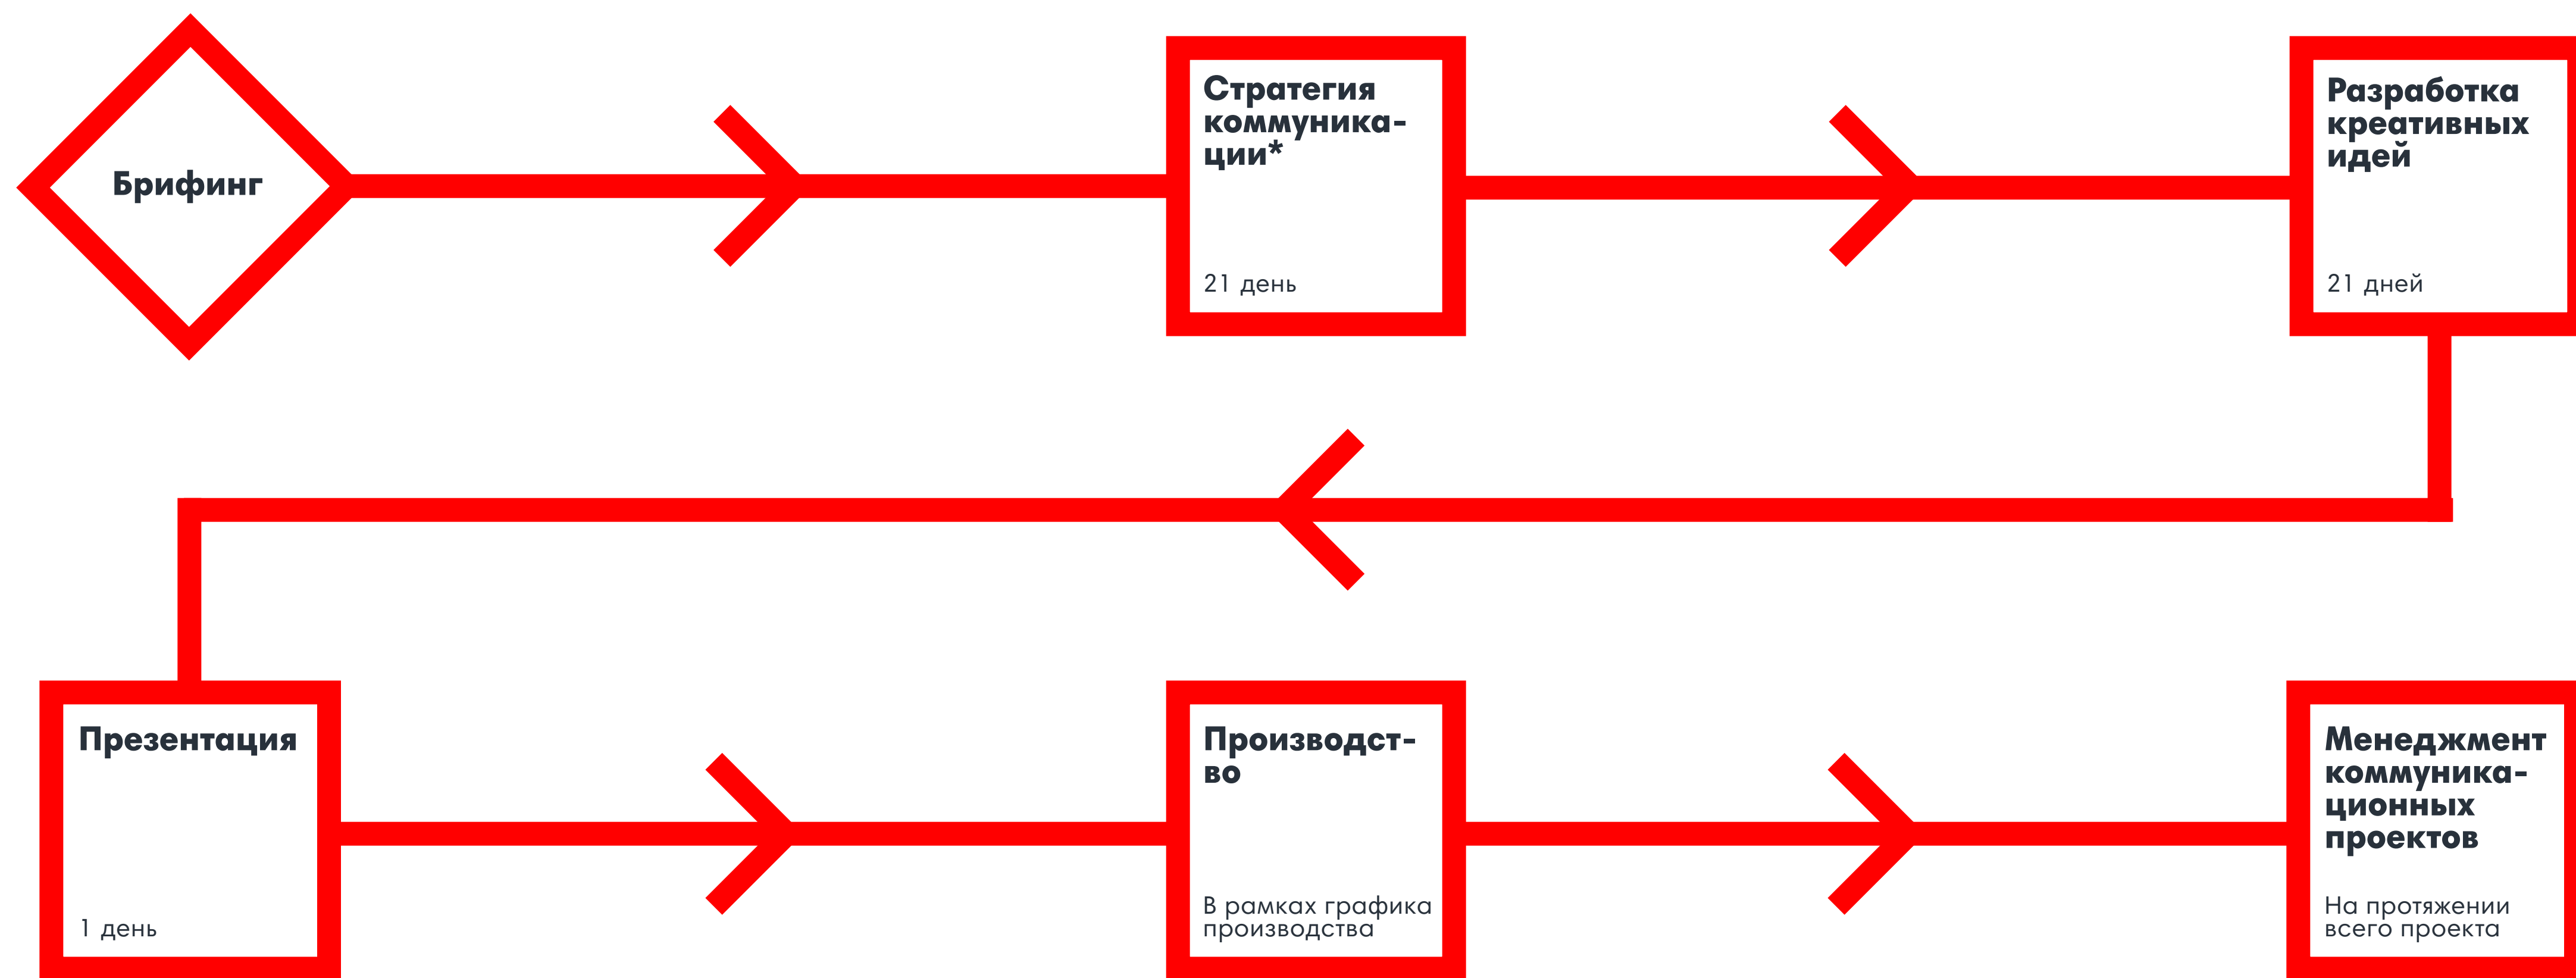 Брифинг
Стратегия
коммуника-
ции*
21 день
Разработка
креативных
идей
21 дней
Презентация
1 день
Производст-
во
В рамках графика
производства
Менеджмент
коммуника-
ционных
проектов
На протяжении
всего проекта